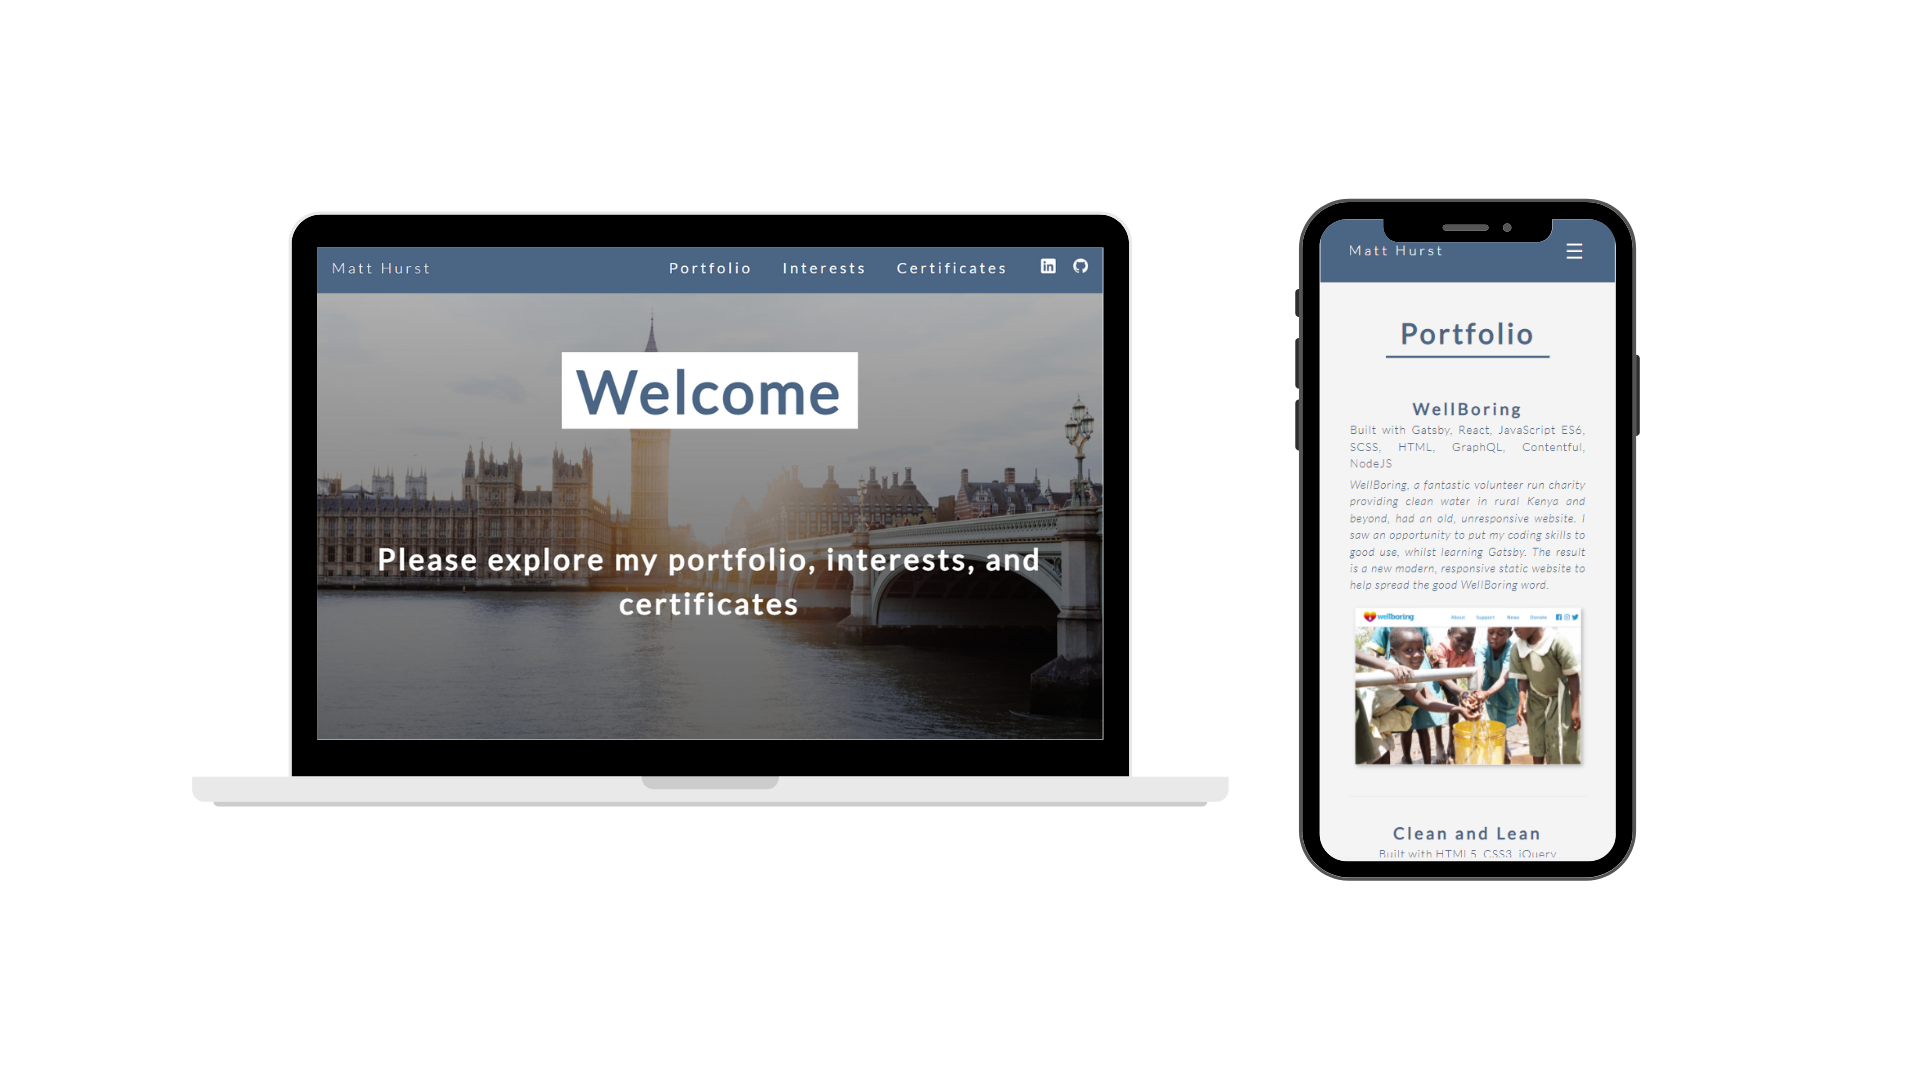 Matt Hurst
Portfolio Interests Certificates
Welcome
Please explore my portfolio, interests, and
certificates
Matt Hurst
Portfolio
WellBoring
Built with Gatsby, React, JavaScript ES6,
SCSS, HTML, GraphQL, Contentful,
NodeJS
WellBoring, a fantastic volunteer run charity
providing clean water in rural Kenya and
beyond, had an old, unresponsive website. I
saw an opportunity to put my coding skills to
good use, whilst learning Gatsby. The result
is a new modern, responsive static website to
help spread the good WellBoring word.
wellboring About Support News Donate
Clean and Lean
Built with HTML5, CSS3, jQuery